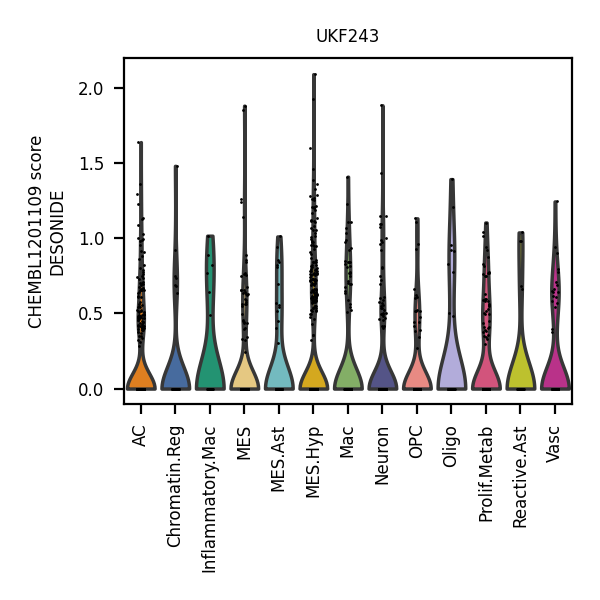 UKF243
CHEMBL1201109 score
DESONIDE
2.0
1.5
1.0
0.5
0.0
AC
Chromatin.Reg
Inflammatory.Mac
MES
MES.Ast
MES.Hyp
Mac
Neuron
OPC
Oligo
Prolif.Metab
Reactive.Ast
Vasc